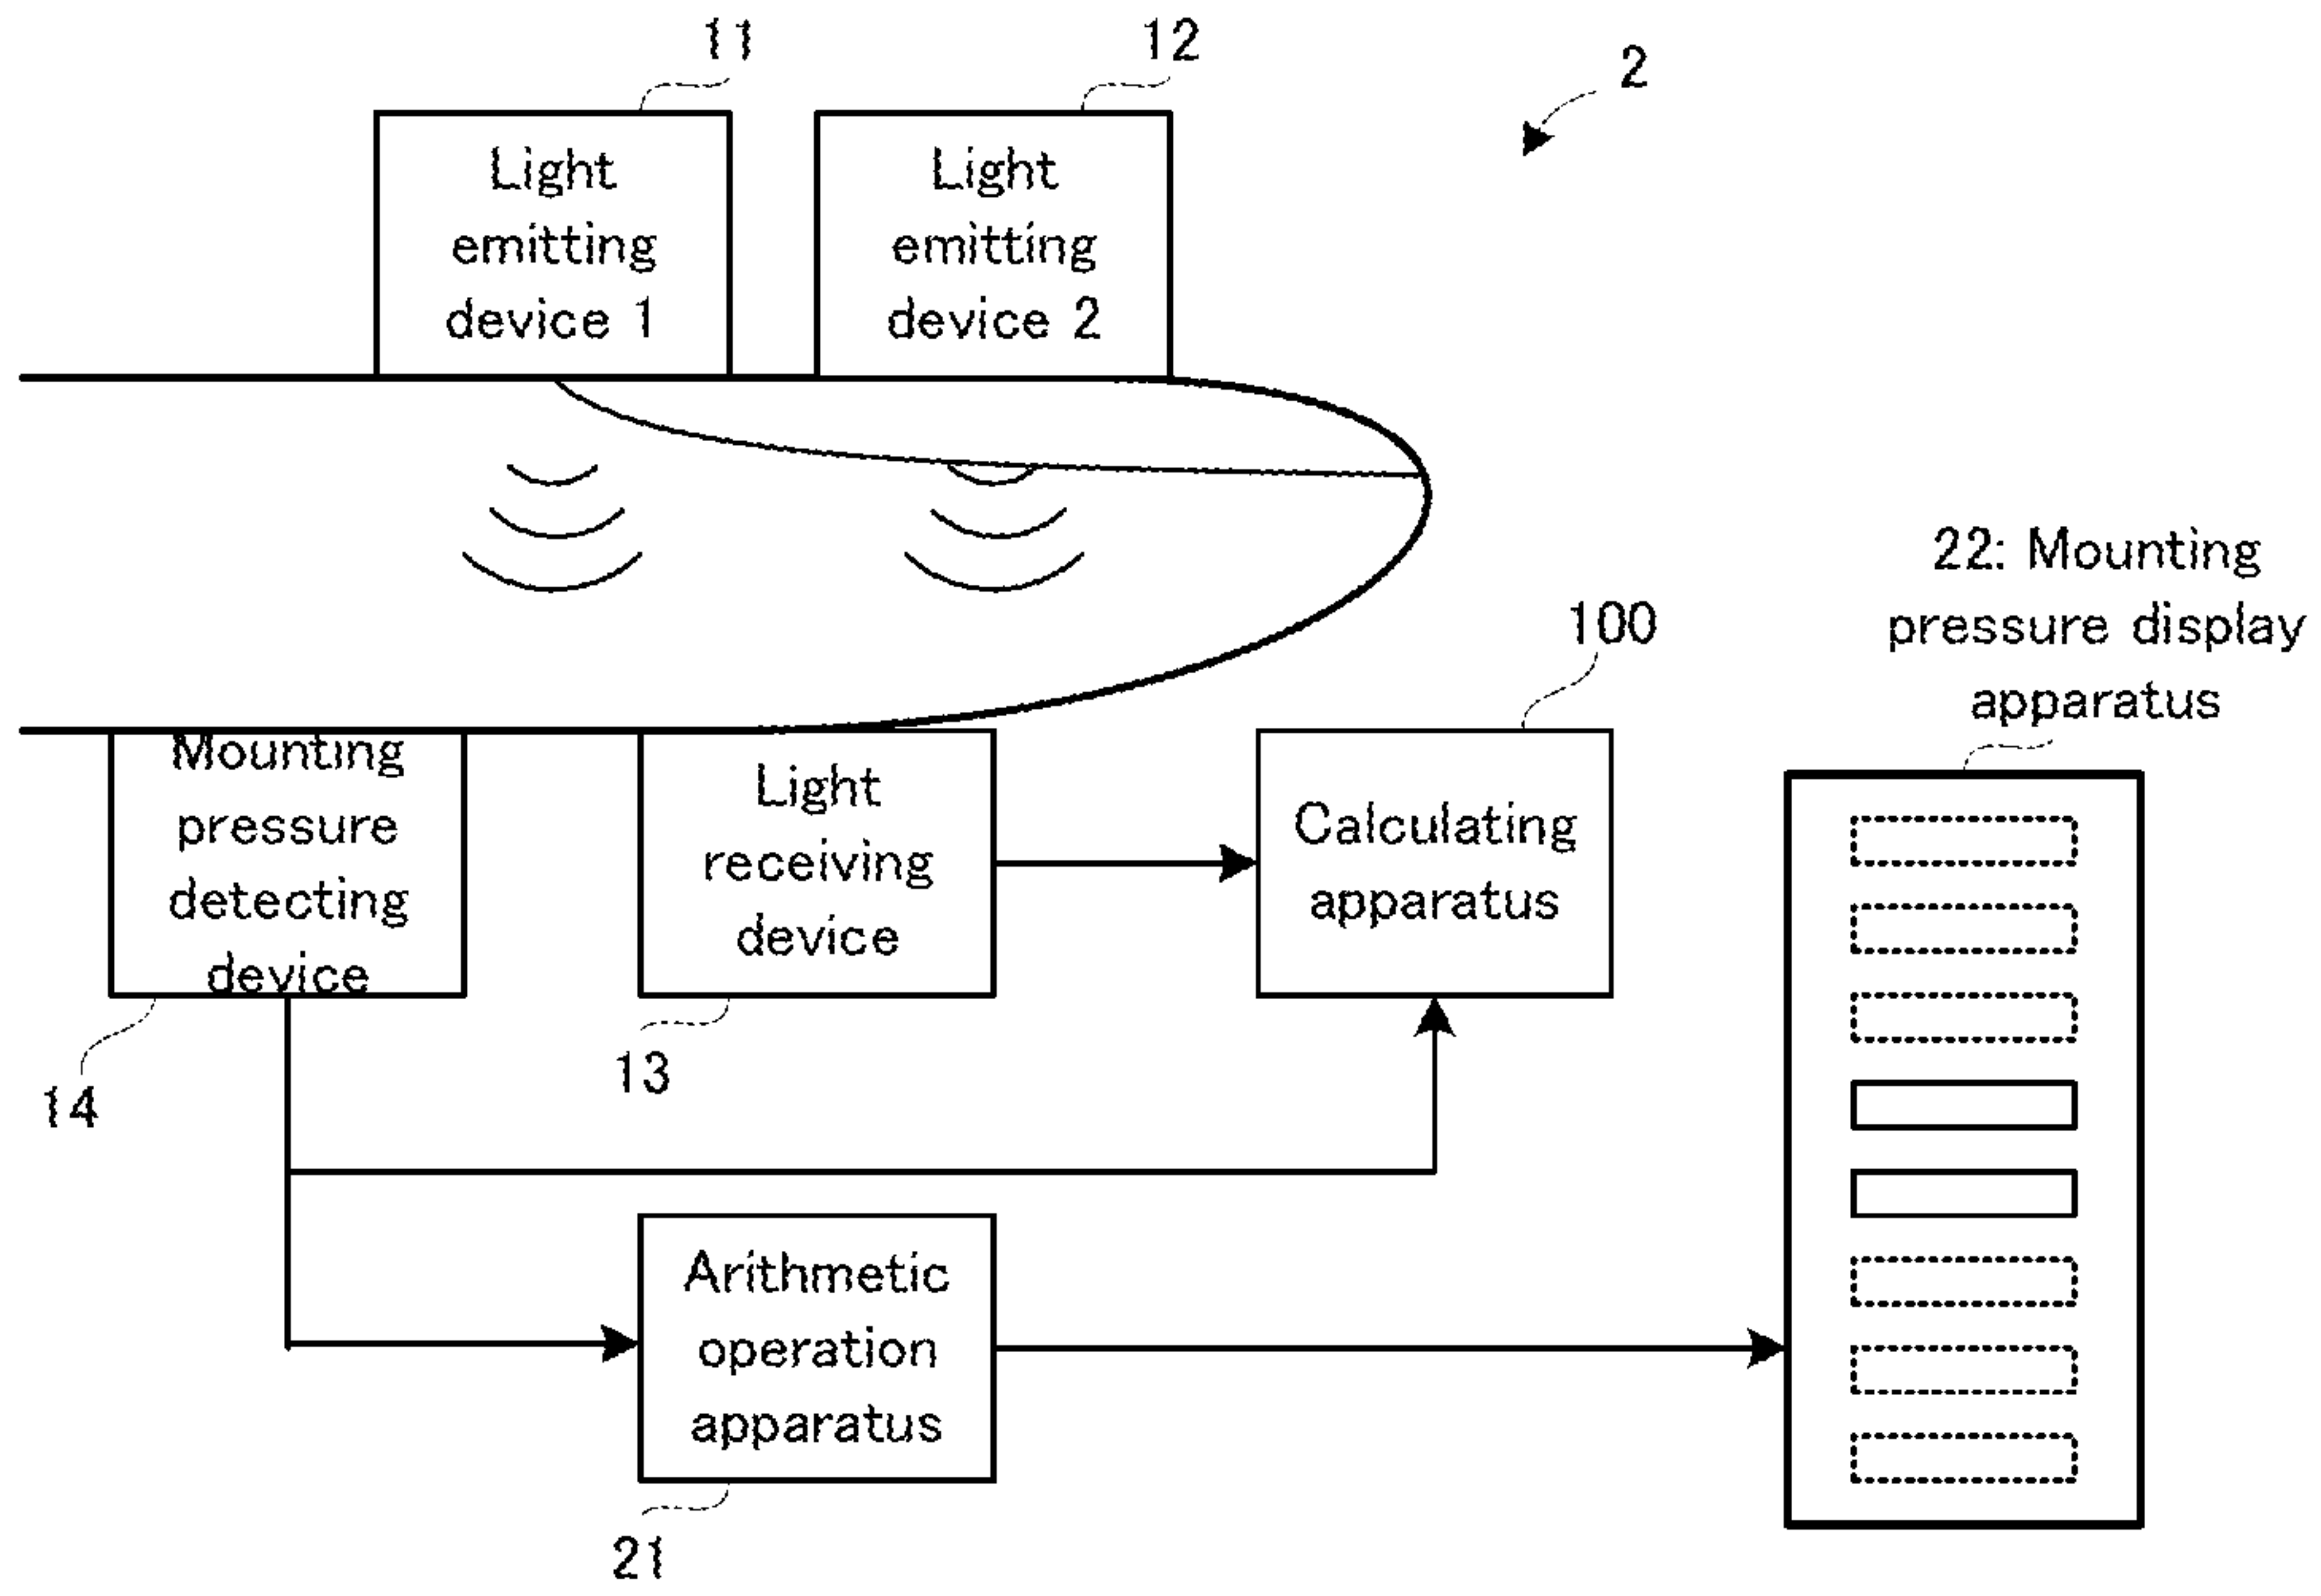 11
12
2
Light
emitting
device 1
Light
emitting
device 2
22: Mounting
pressure display
apparatus
100
Mounting
pressure
detecting
device
Light
receiving
device
Calculating
apparatus
14
13
Arithmetic
operation
apparatus
21